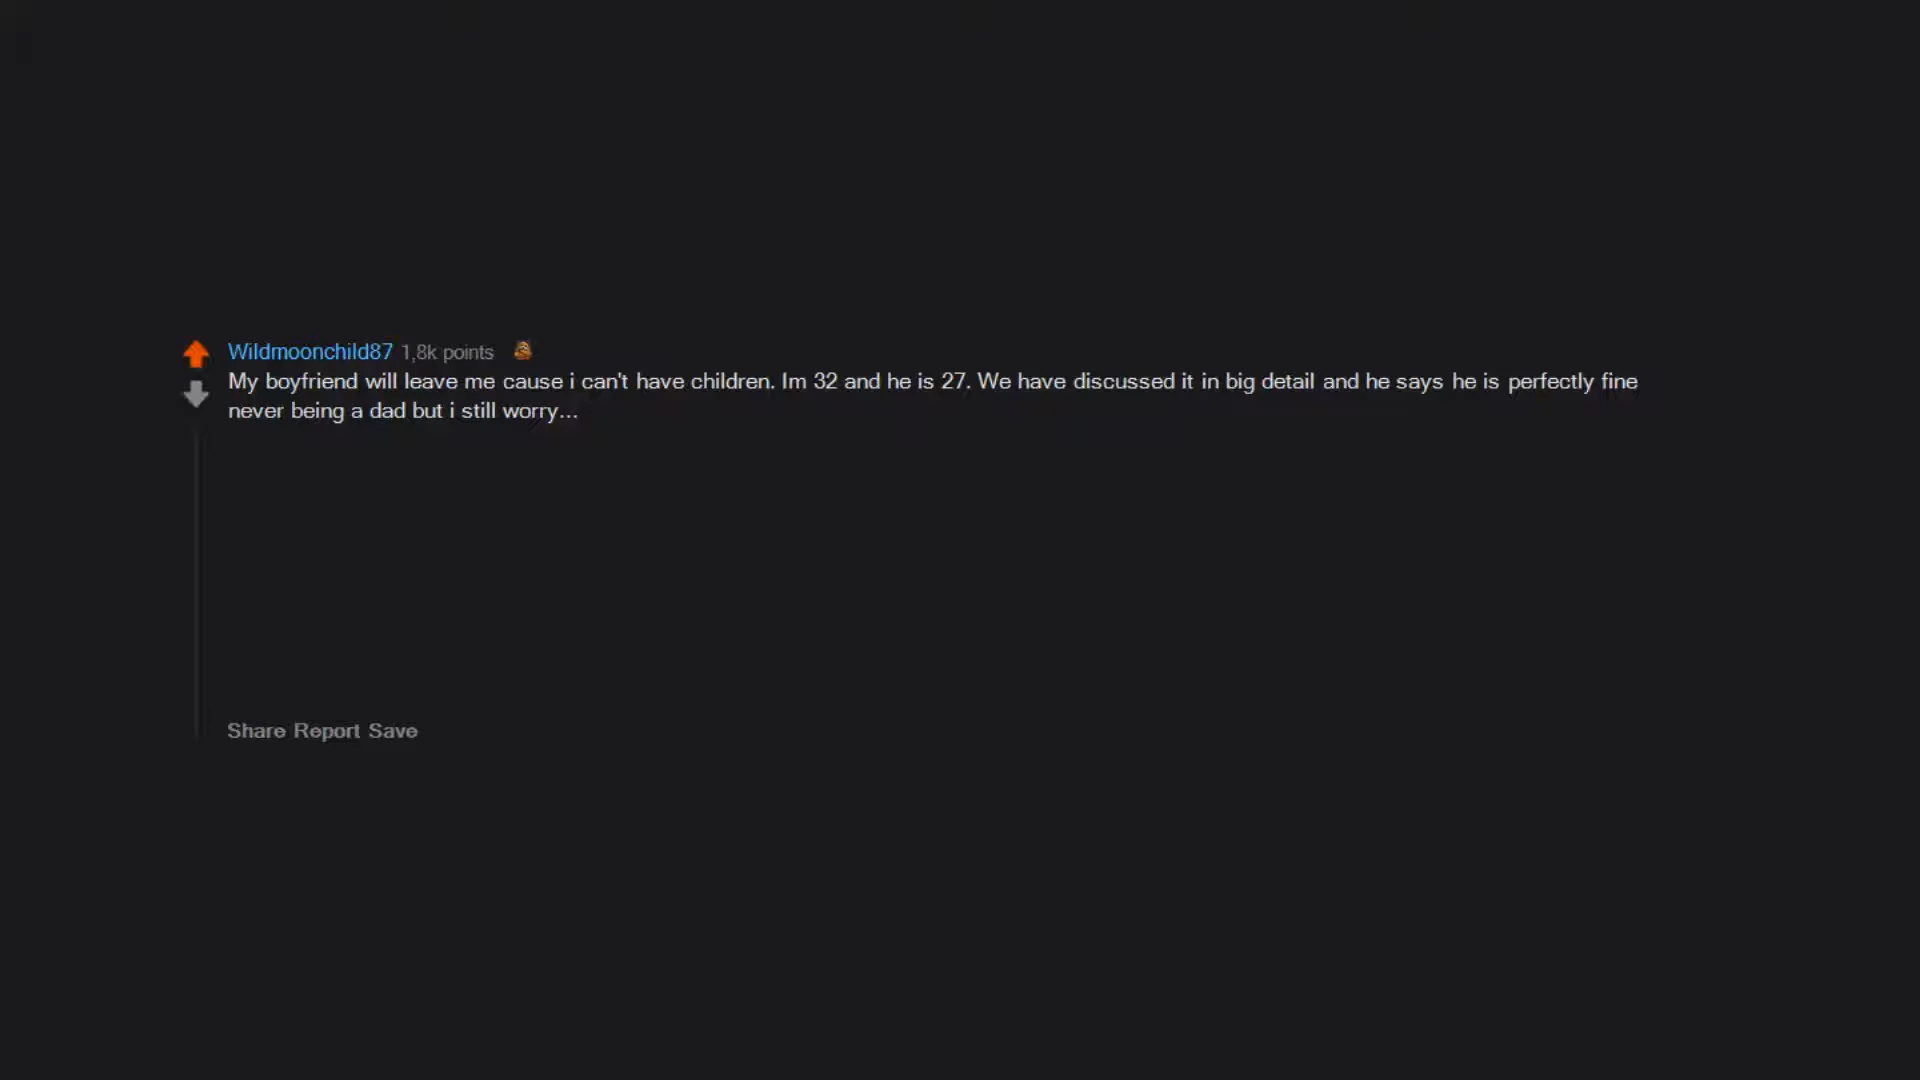 Wildmoonchild87 1,8k points
My boyfriend will leave me cause i can't have children. Im 32 and he is 27. We have discussed it in big detail and he says he is perfectly fine
never being a dad but i still worry...
Share Report Save